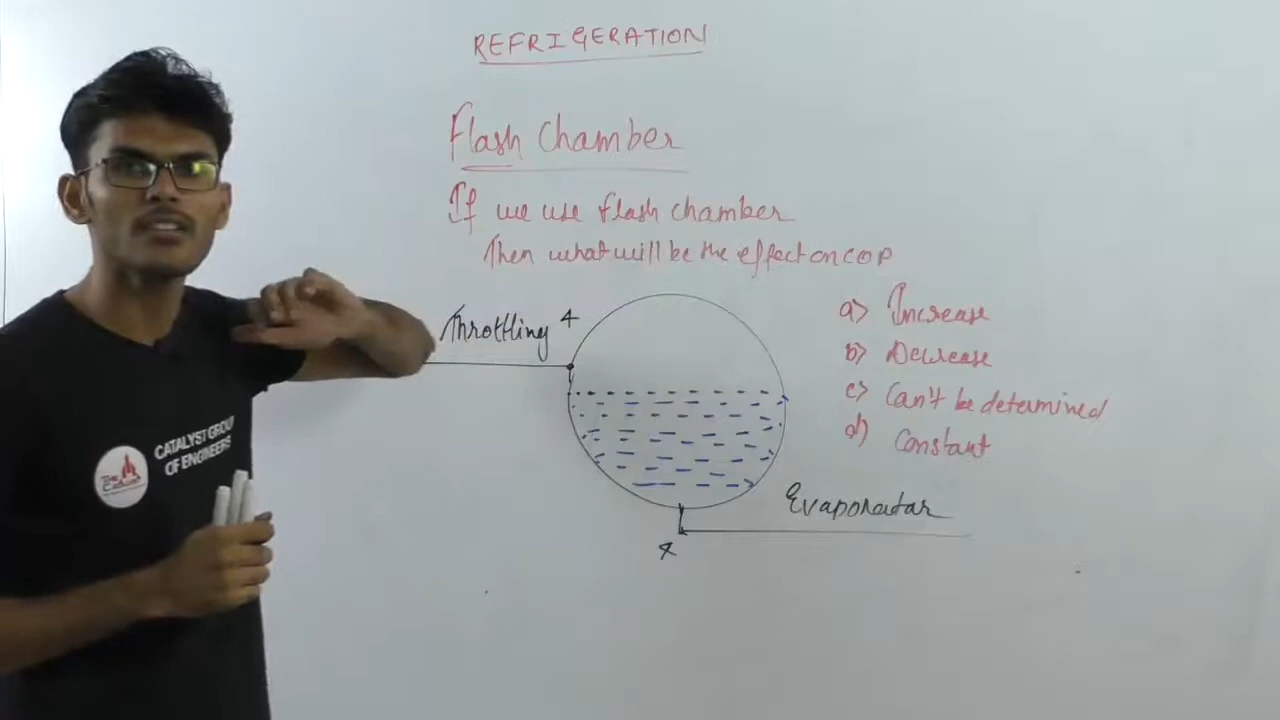 REFRIGERATION
Flash Chamber
If we use flash chamber
Then what will be the effect on COP
a) Increase
b) Decrease
c) Can't be determined
d) Constant
Throttling 4
Evaporator
CATALYST GROUP
OF ENGINEERS